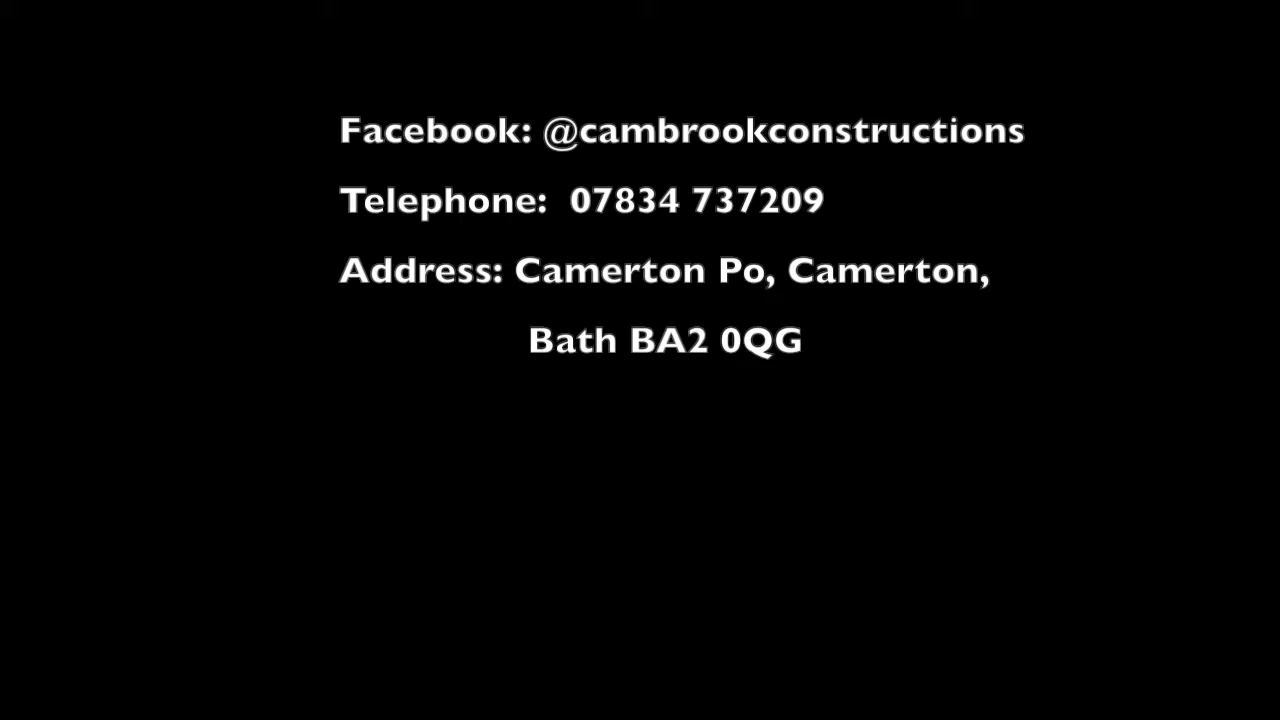 Facebook: @cambrookconstructions
Telephone: 07834 737209
Address: Camerton Po, Camerton,
Bath BA2 0QG